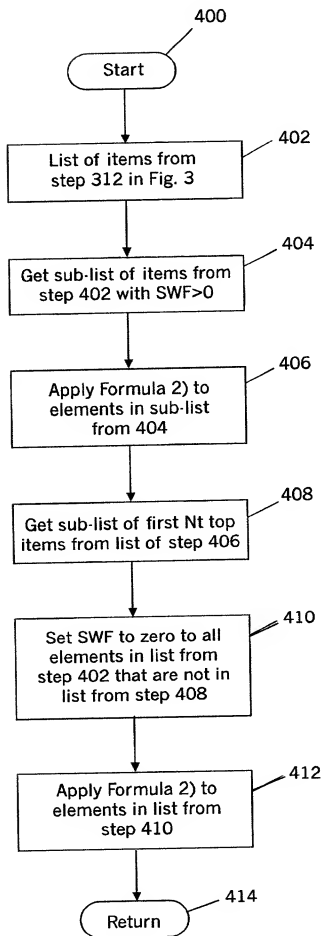 400
Start
402
List of items from
step 312 in Fig. 3
404
Get sub-list of items from
step 402 with SWF>0
406
Apply Formula 2) to
elements in sub-list
from 404
408
Get sub-list of first Nt top
items from list of step 406
410
Set SWF to zero to all
elements in list from
step 402 that are not in
list from step 408
412
Apply Formula 2) to
elements in list from
step 410
414
Return